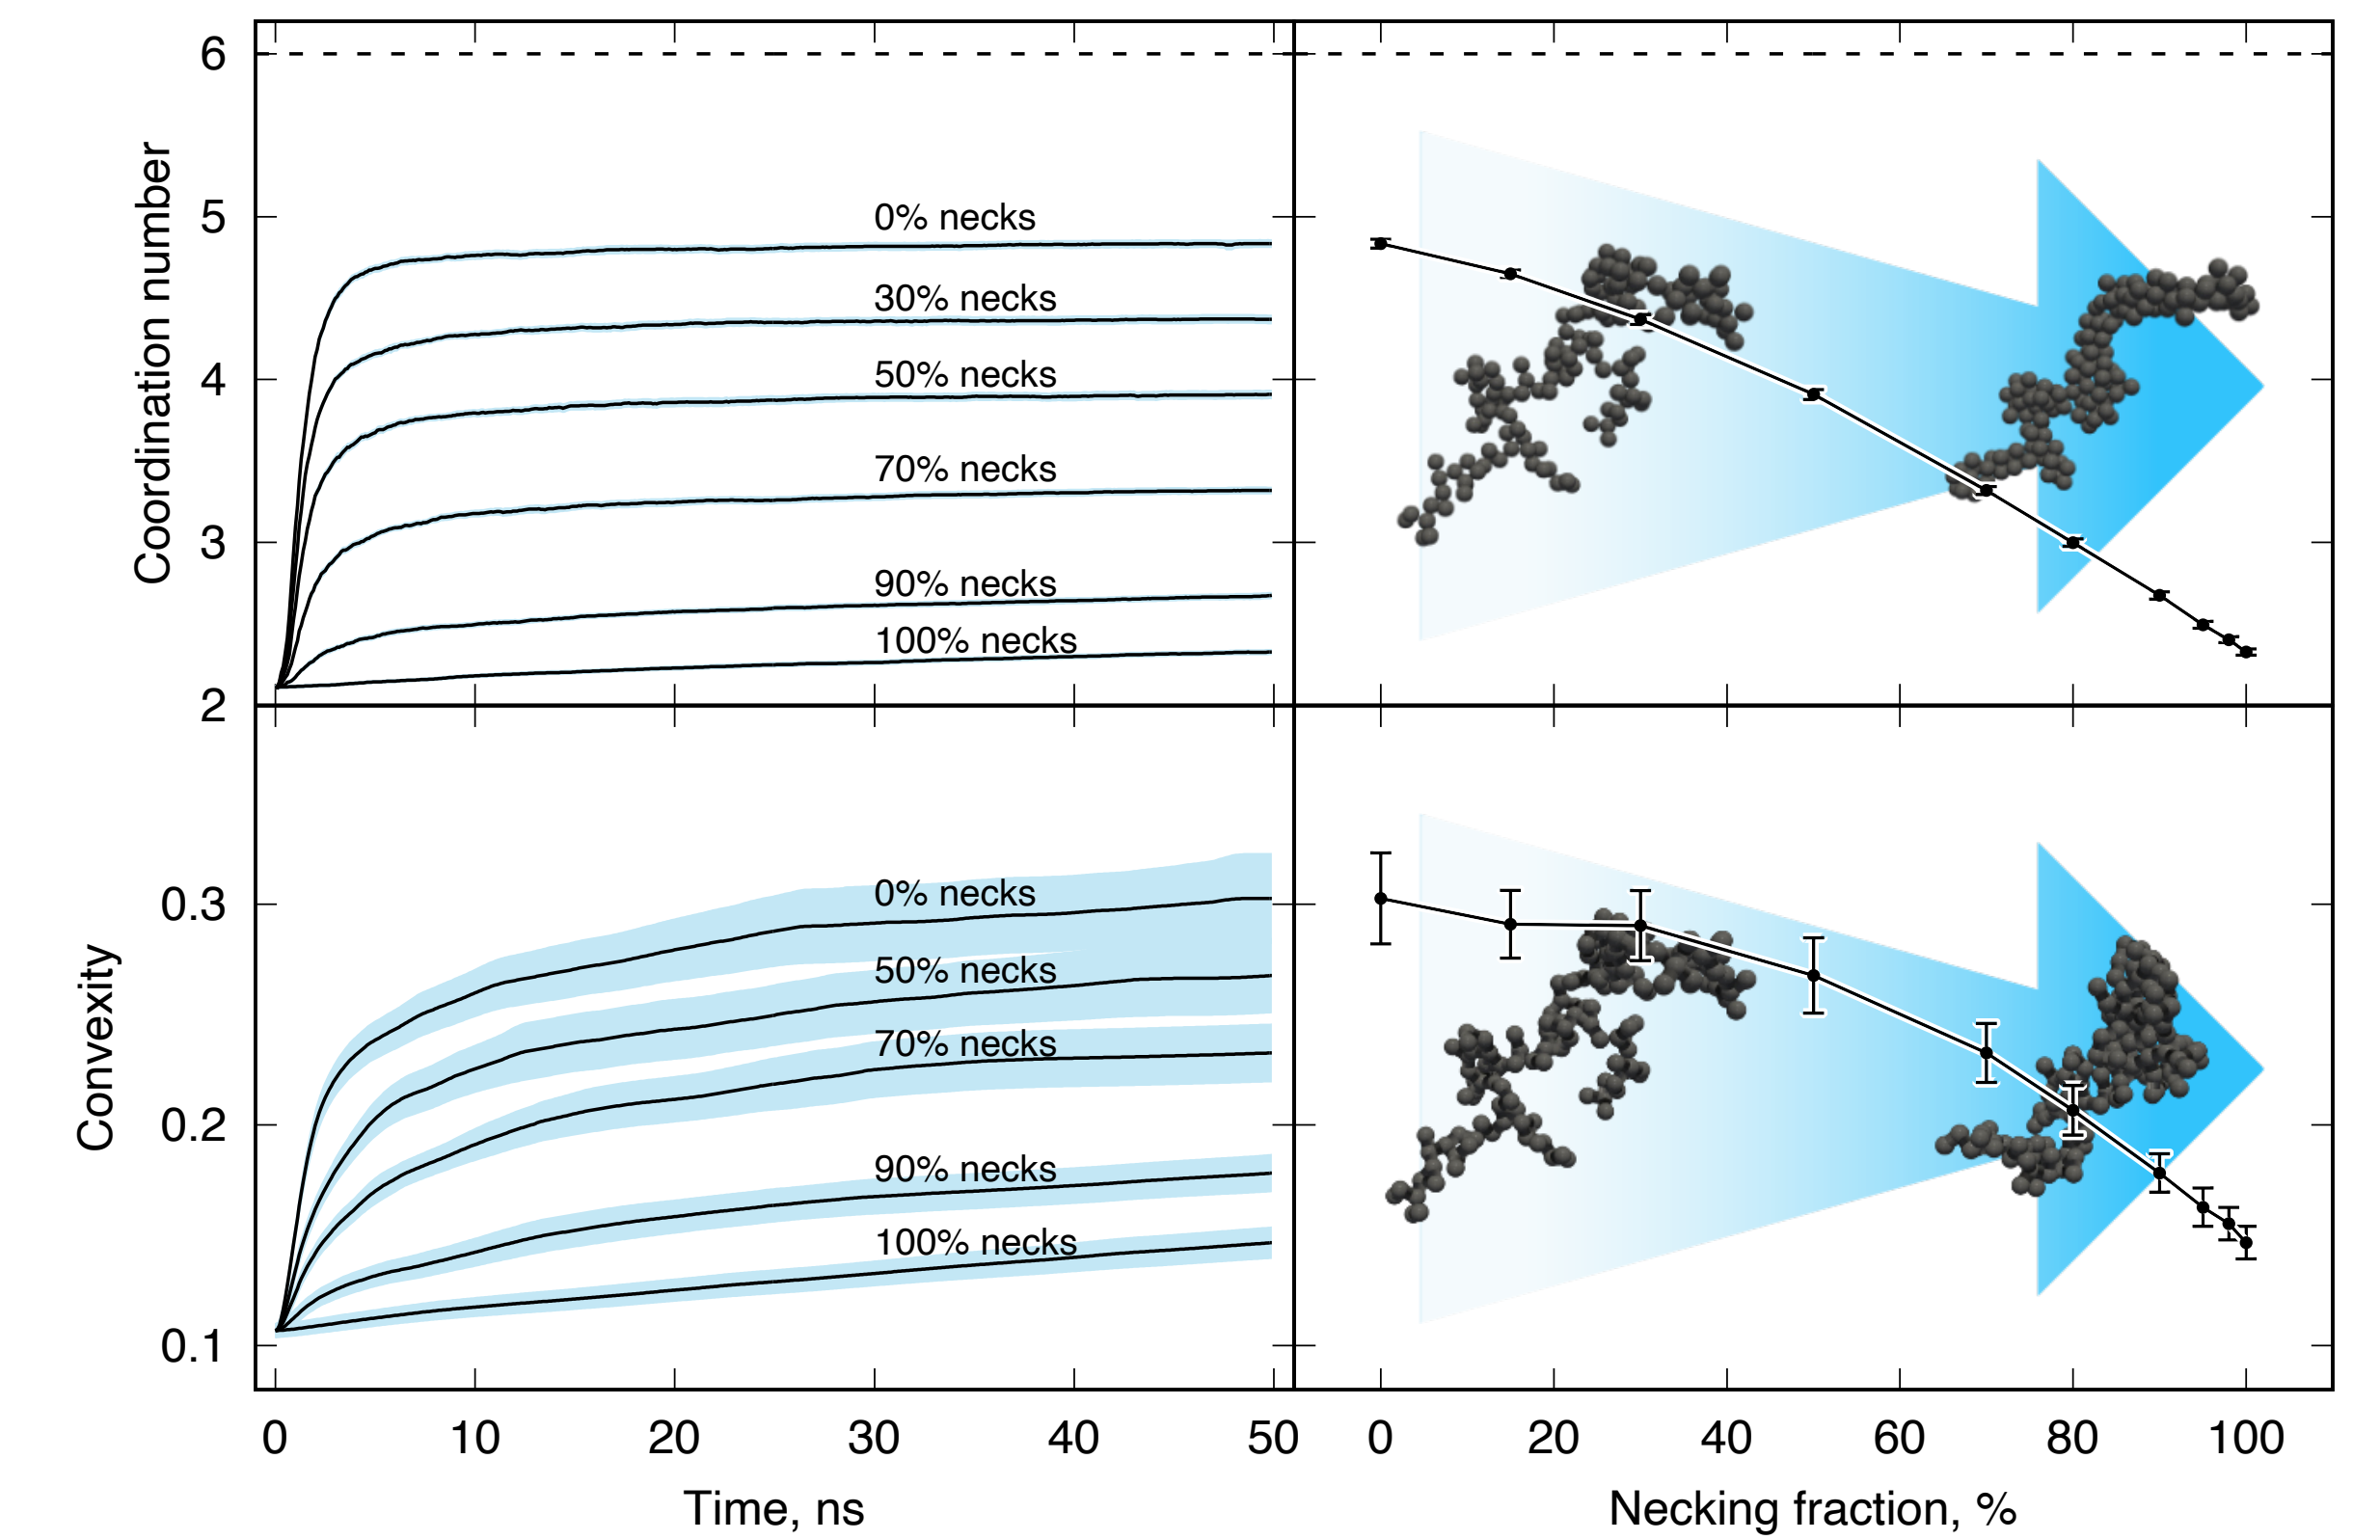 Coordination number
6
5
4
3
2
0% necks
30% necks
50% necks
70% necks
90% necks
100% necks
Convexity
0.3
0.2
0.1
0% necks
50% necks
70% necks
90% necks
100% necks
0 10 20 30 40 50
Time, ns
0 20 40 60 80 100
Necking fraction, %